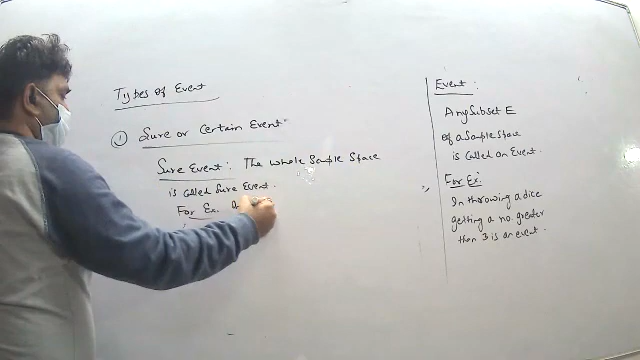 Types of Event
① Sure or Certain Event
Sure Event: The whole Sample Space
is called Sure Event.
For Ex.
Event:
Any Subset E
of a Sample Space
is called an Event.
For Ex:
In throwing a dice
getting a no. greater
than 3 is an event.